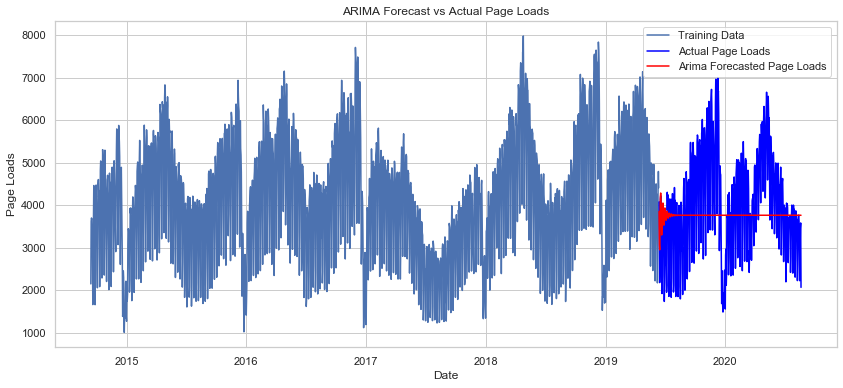 ARIMA Forecast vs Actual Page Loads
Training Data
Actual Page Loads
Arima Forecasted Page Loads
Page Loads
8000
7000
6000
5000
4000
3000
2000
1000
2015 2016 2017 2018 2019 2020
Date